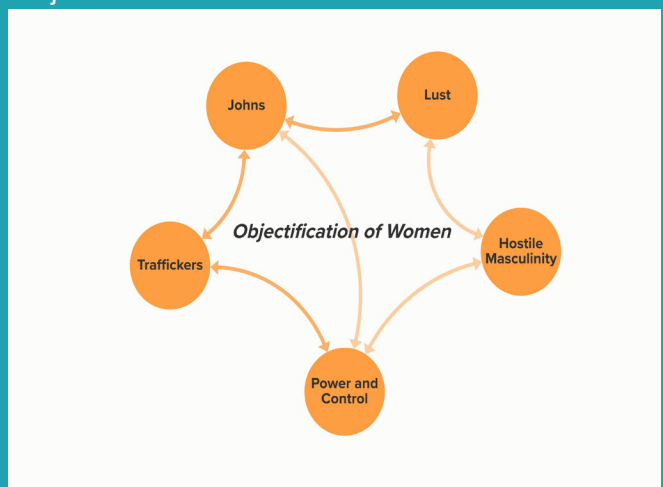 Johns
Lust
Objectification of Women
Hostile
Masculinity
Traffickers
Power and
Control